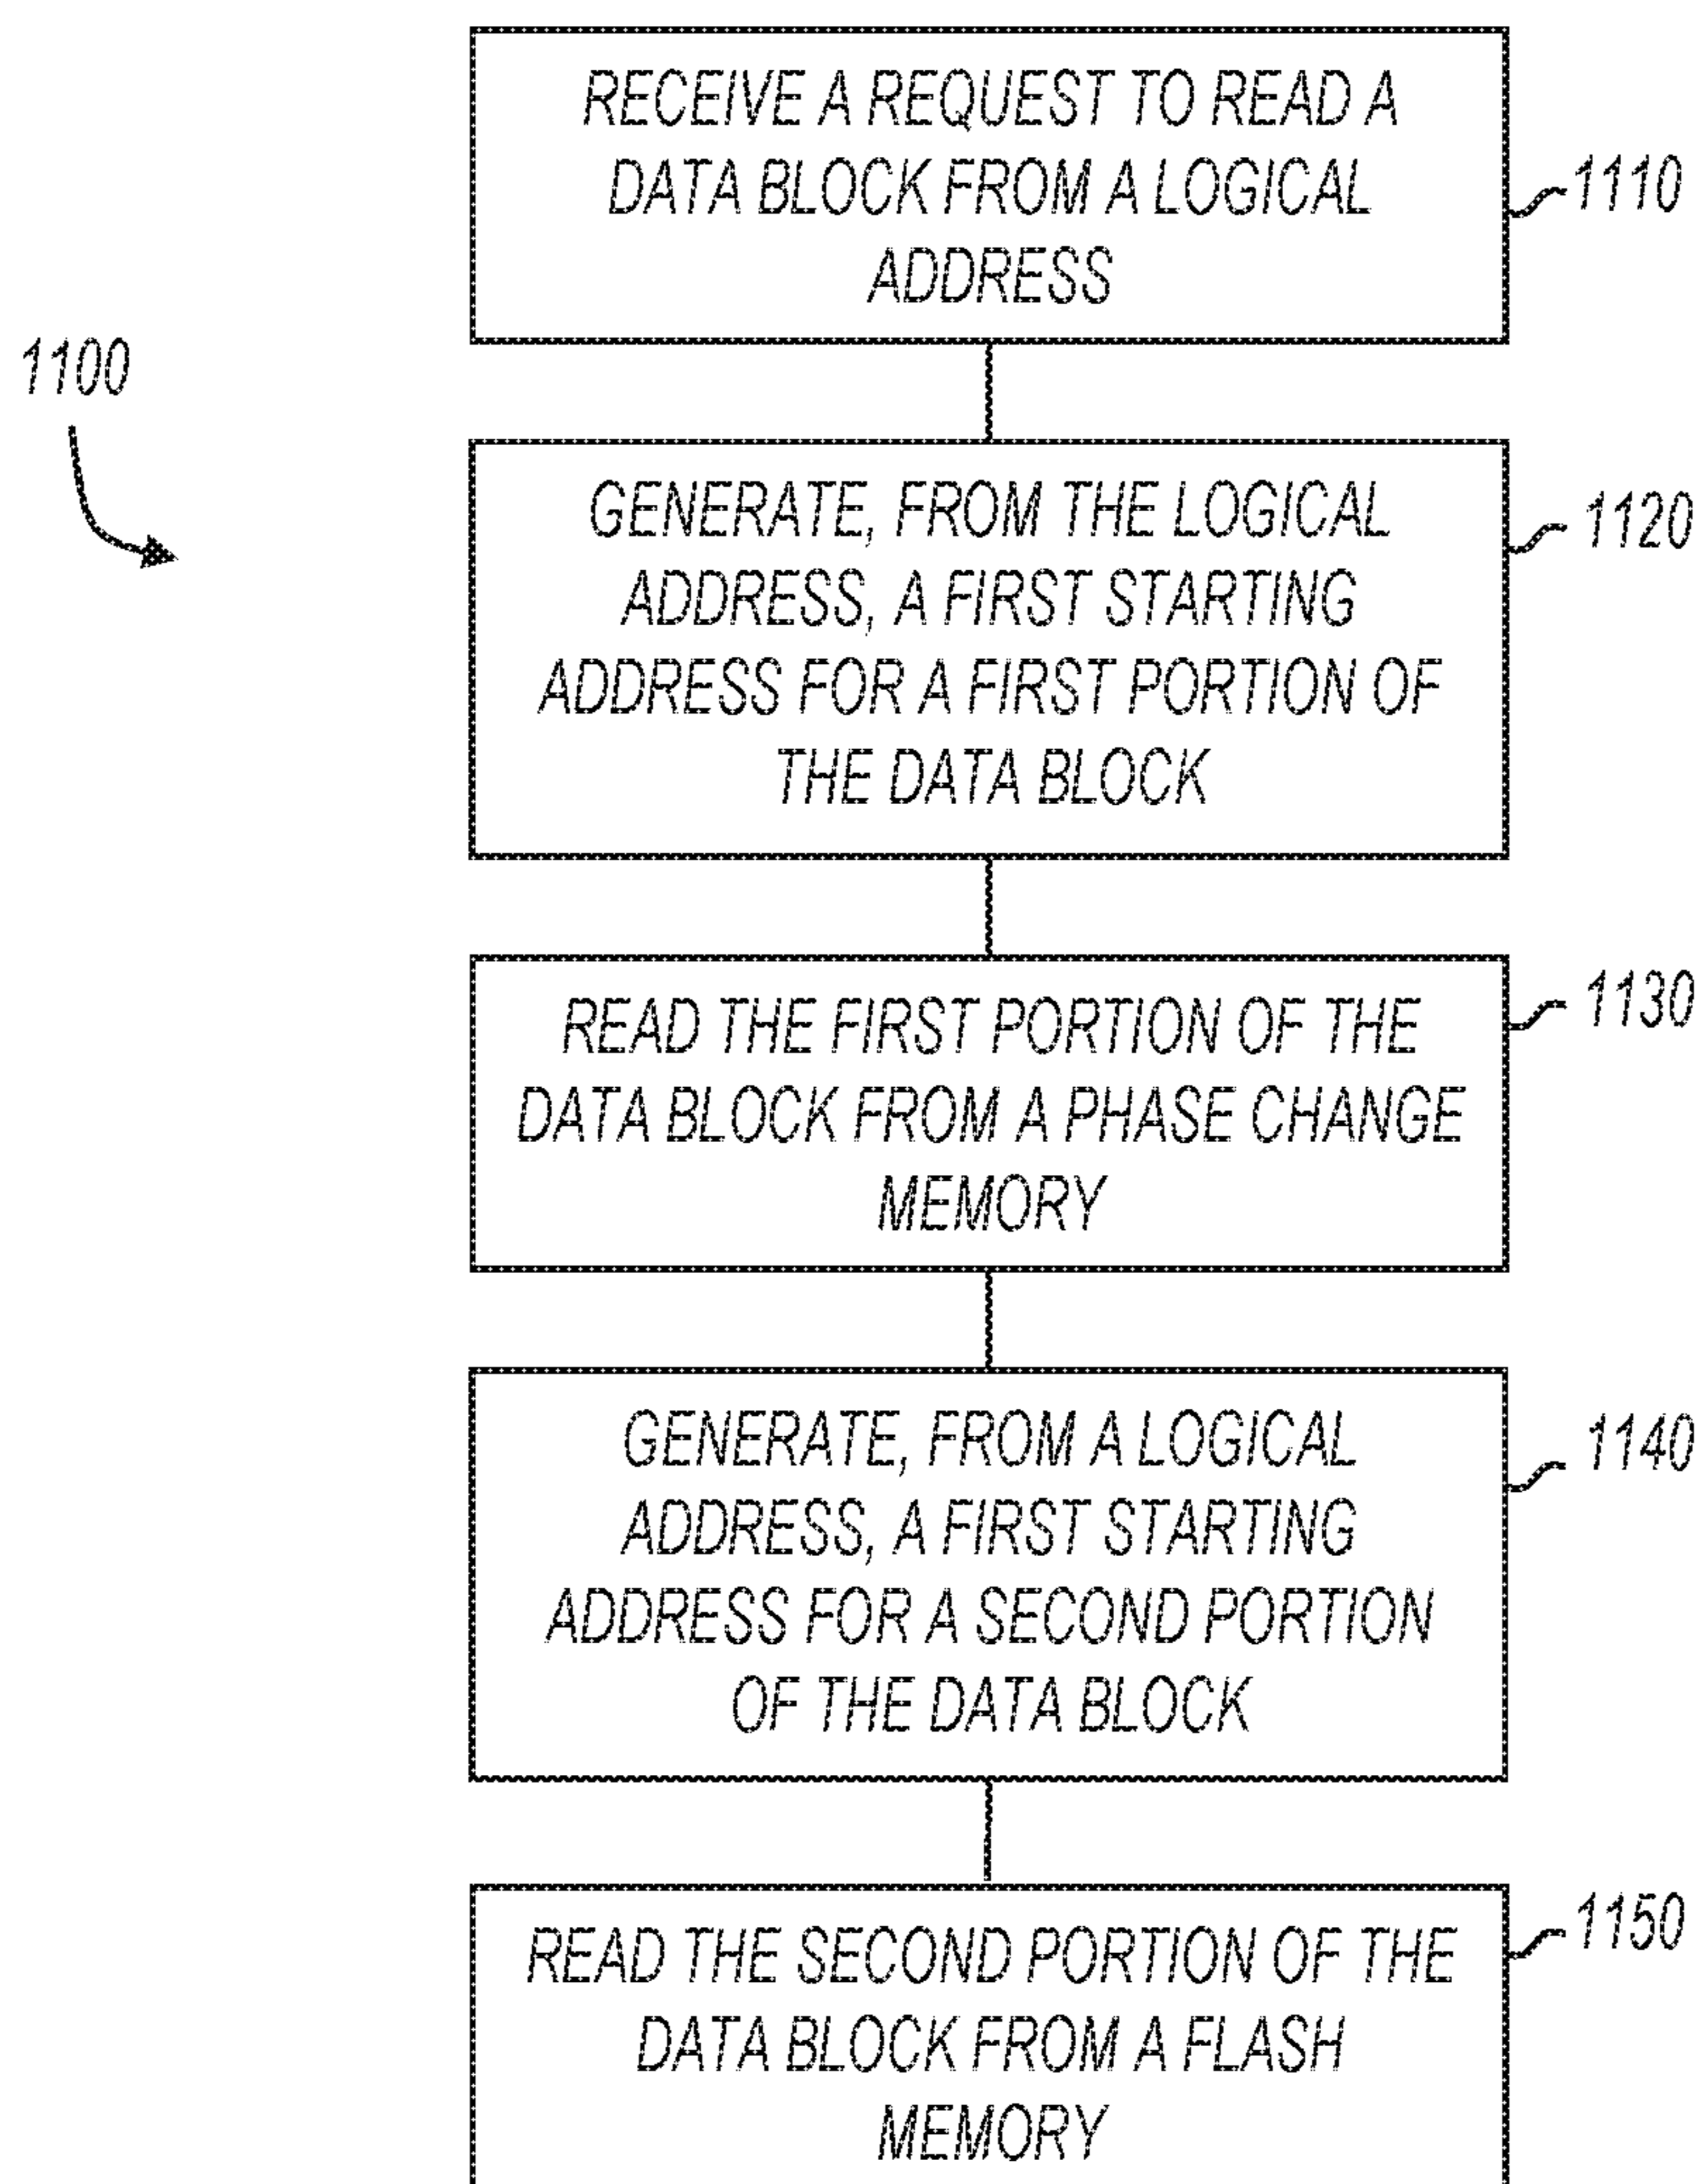 RECEIVE A REQUEST TO READ A
DATA BLOCK FROM A LOGICAL
ADDRESS
1110
1100
GENERATE, FROM THE LOGICAL
ADDRESS, A FIRST STARTING
ADDRESS FOR A FIRST PORTION OF
THE DATA BLOCK
1120
READ THE FIRST PORTION OF THE
DATA BLOCK FROM A PHASE CHANGE
MEMORY
1130
GENERATE, FROM A LOGICAL
ADDRESS, A FIRST STARTING
ADDRESS FOR A SECOND PORTION
OF THE DATA BLOCK
1140
READ THE SECOND PORTION OF THE
DATA BLOCK FROM A FLASH
MEMORY
1150